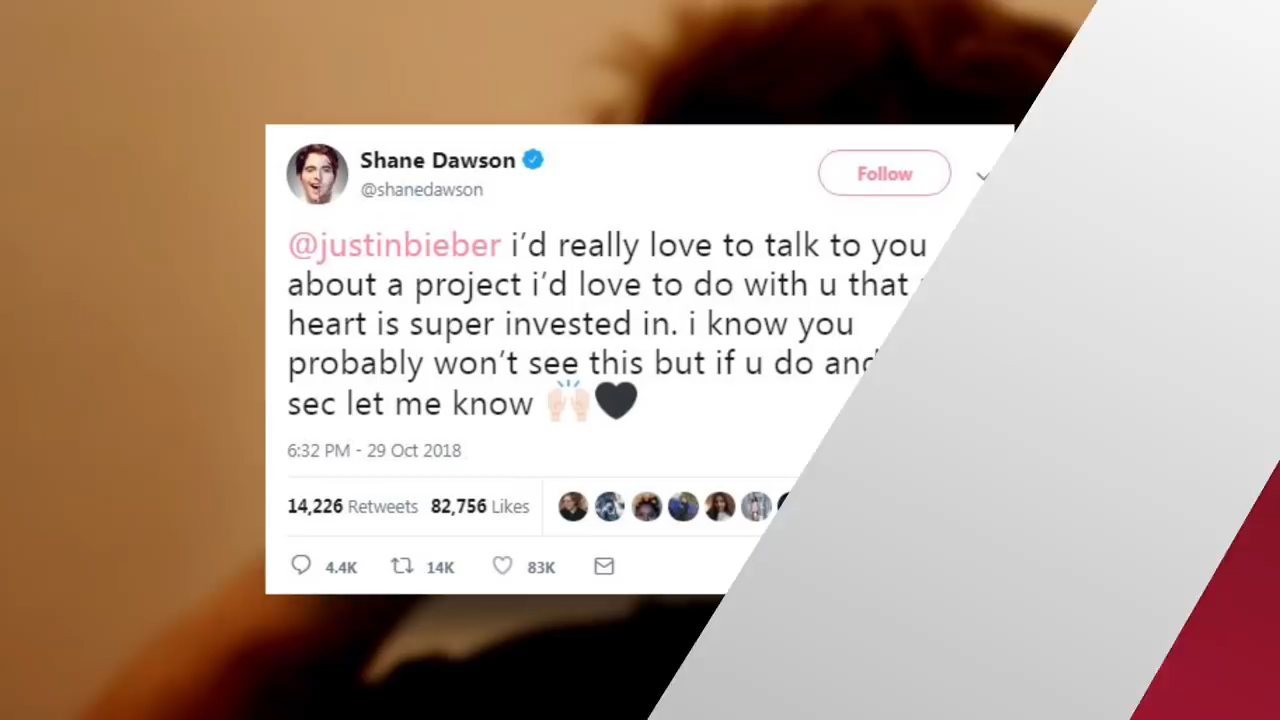 Shane Dawson
@shanedawson
Follow
@justinbieber i'd really love to talk to you
about a project i'd love to do with u that
heart is super invested in. i know you
probably won't see this but if u do and
sec let me know 🙌🏻🖤
6:32 PM - 29 Oct 2018
14,226 Retweets 82,756 Likes
4.4K 14K 83K